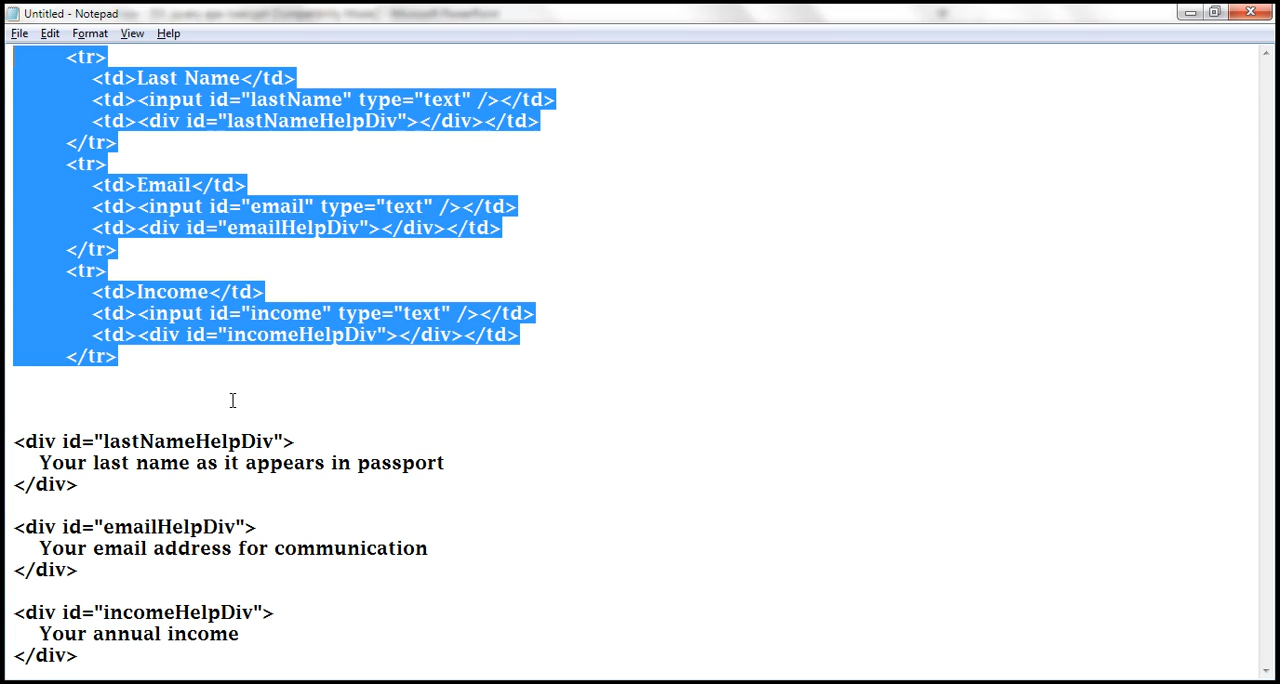 Untitled - Notepad
File Edit Format View Help
<tr>
<td>Last Name</td>
<td><input id="lastName" type="text" /></td>
<td><div id="lastNameHelpDiv"></div></td>
</tr>
<tr>
<td>Email</td>
<td><input id="email" type="text" /></td>
<td><div id="emailHelpDiv"></div></td>
</tr>
<tr>
<td>Income</td>
<td><input id="income" type="text" /></td>
<td><div id="incomeHelpDiv"></div></td>
</tr>
<div id="lastNameHelpDiv">
Your last name as it appears in passport
</div>
<div id="emailHelpDiv">
Your email address for communication
</div>
<div id="incomeHelpDiv">
Your annual income
</div>